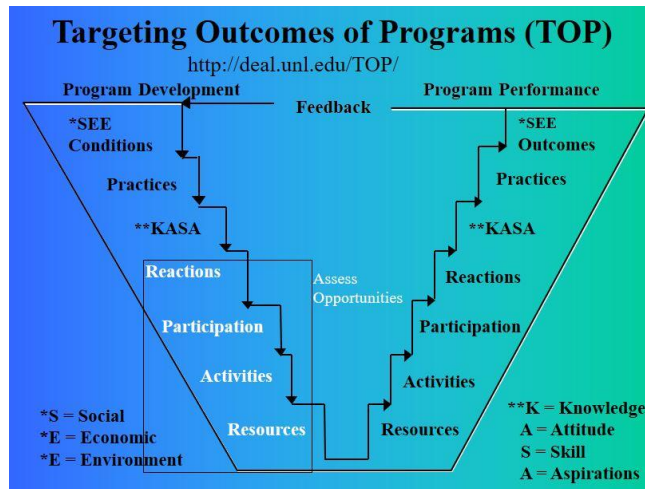 Targeting Outcomes of Programs (TOP)
http://deal.unl.edu/TOP/
Program Development
Feedback
Program Performance
*SEE
Conditions
Practices
**KASA
Reactions
Participation
Activities
Resources
Assess
Opportunities
*SEE
Outcomes
Practices
**KASA
Reactions
Participation
Activities
Resources
*S = Social
*E = Economic
*E = Environment
**K = Knowledge
A = Attitude
S = Skill
A = Aspirations